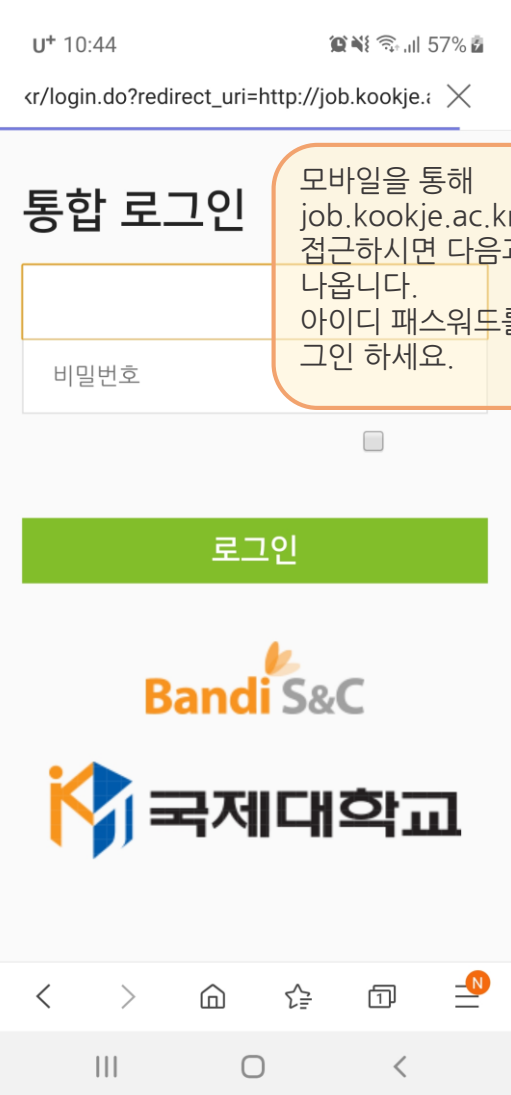 U+ 10:44
57%
r/login.do?redirect_uri=http://job.kookje.a
통합 로그인
모바일을 통해
job.kookje.ac.kr
접근하시면 다음과
나옵니다.
아이디 패스워드를
그인 하세요.
비밀번호
로그인
Bandi S&C
국제대학교
1
N